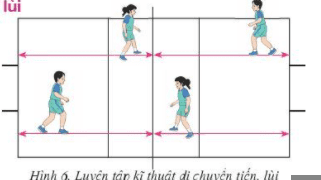 lùi
Hình 6. Luyện tập kĩ thuật di chuyển tiến, lùi